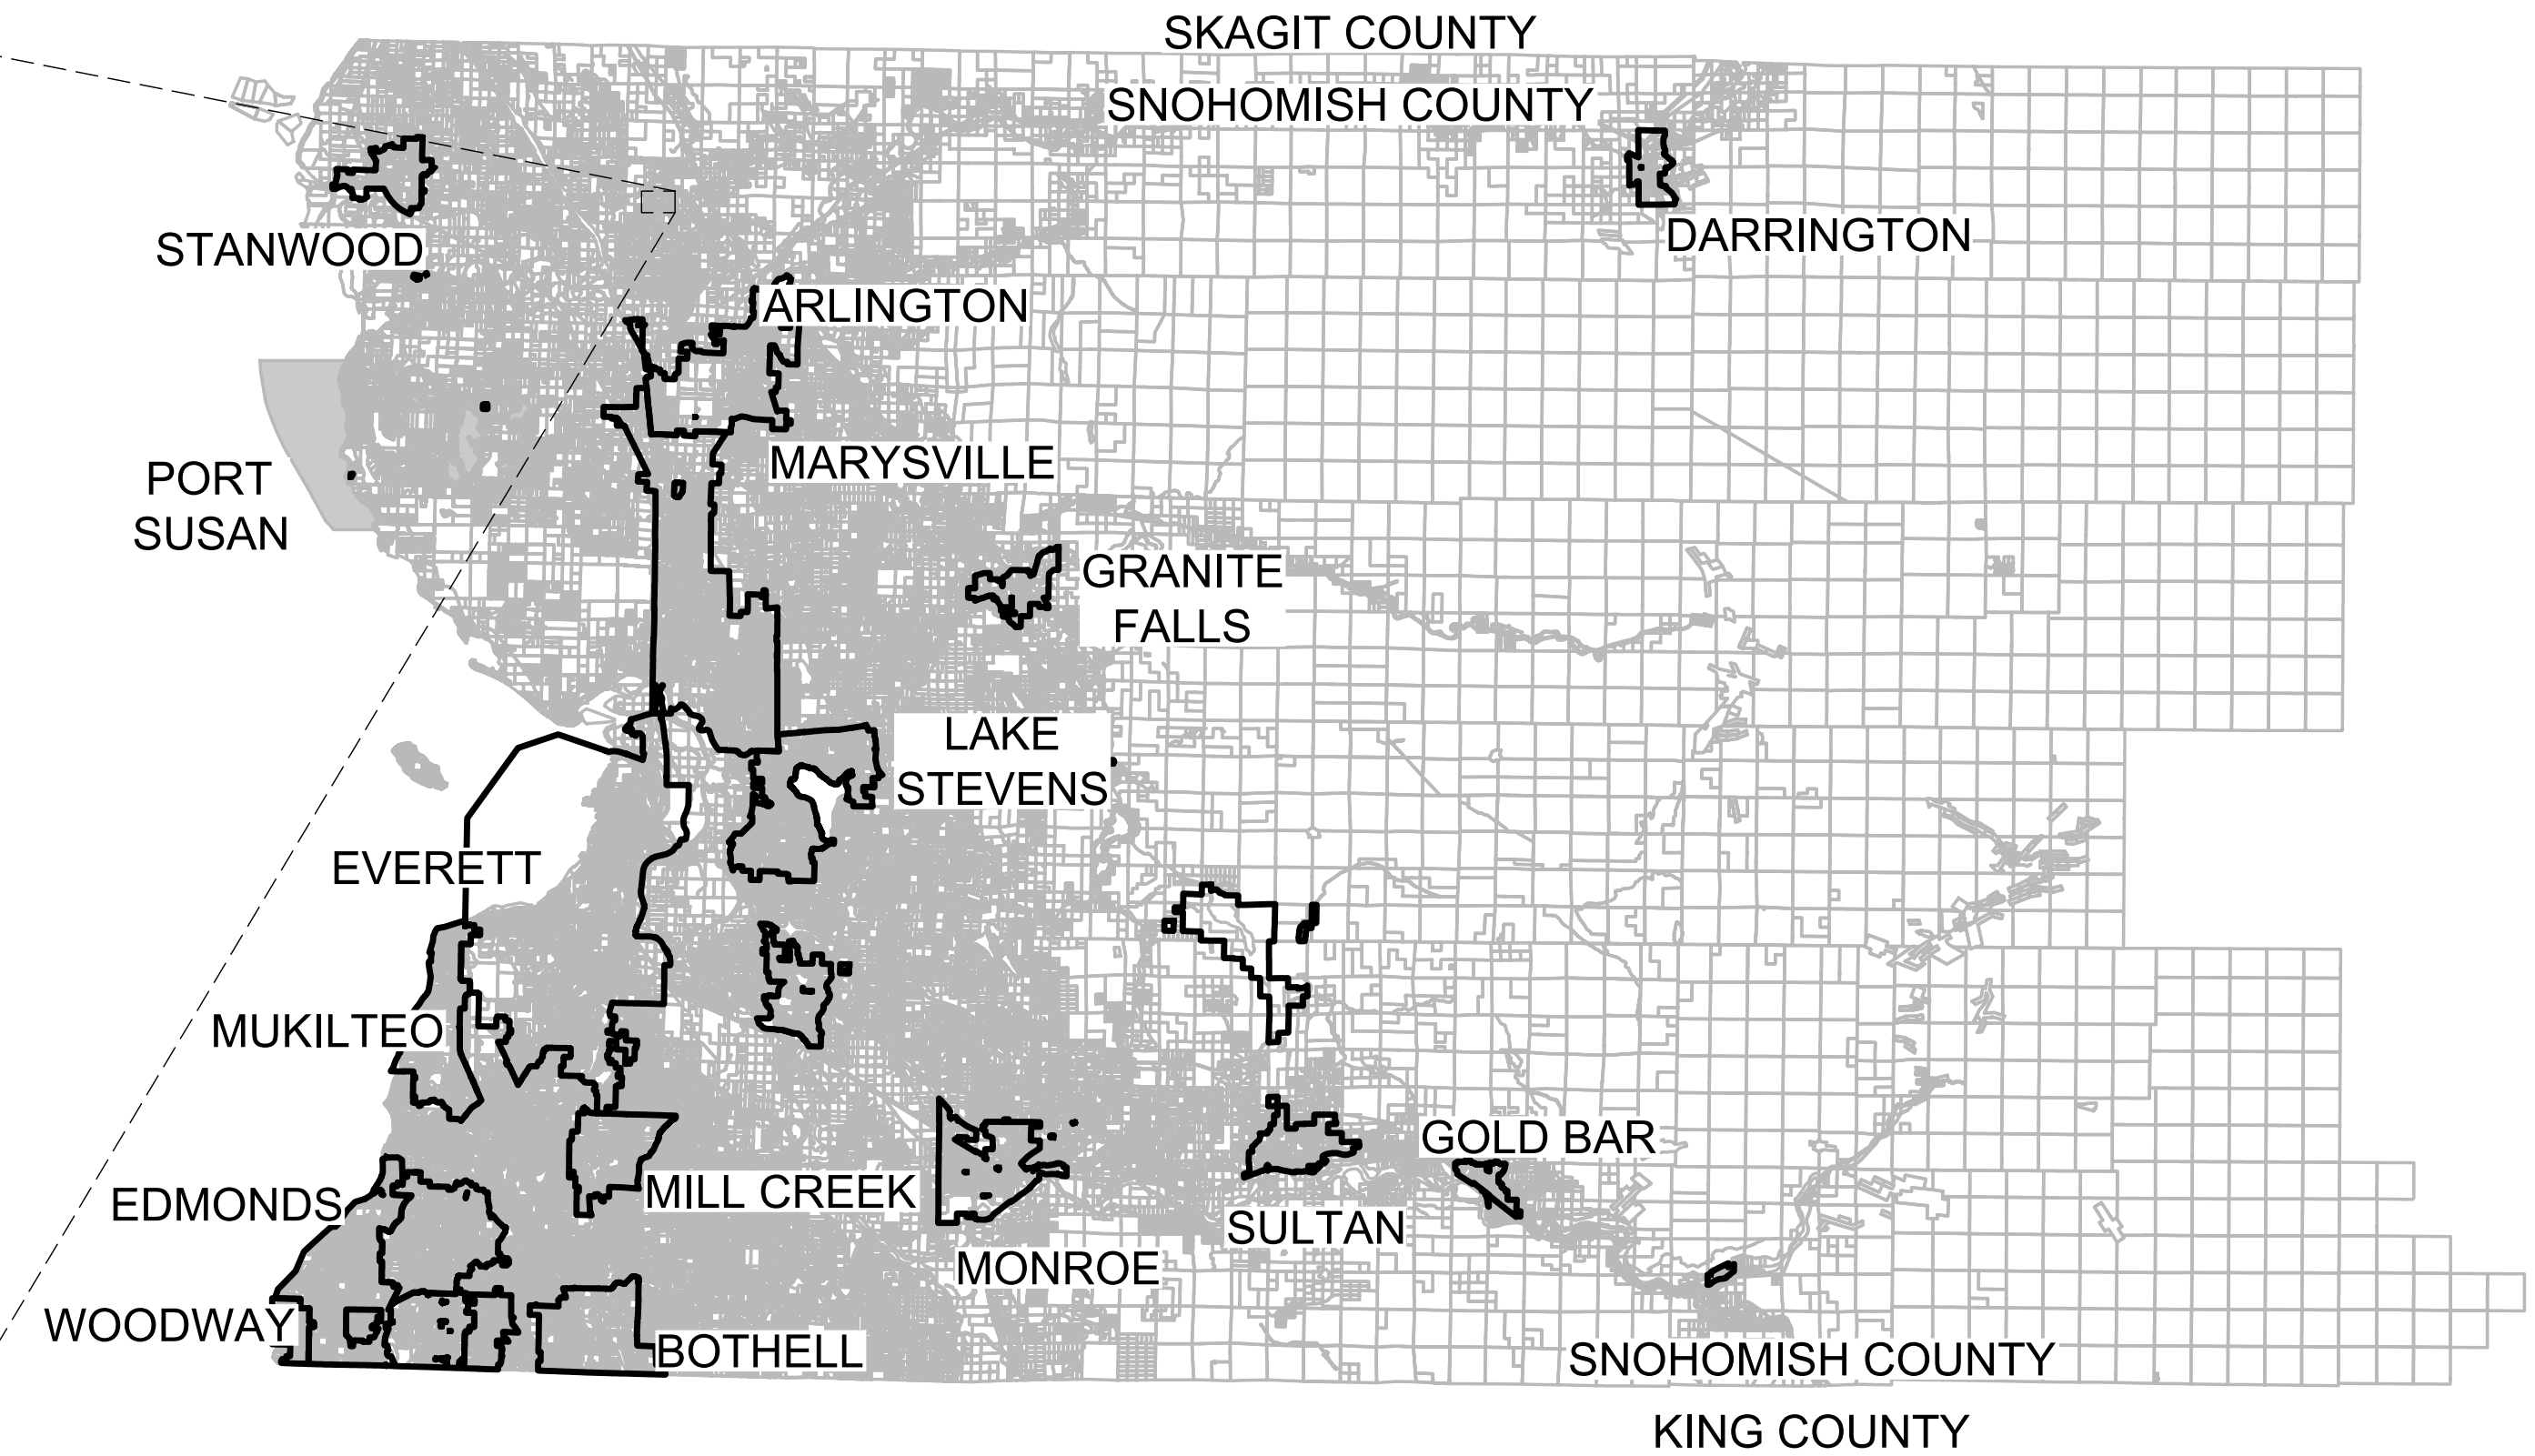 SKAGIT COUNTY
SNOHOMISH COUNTY
STANWOOD
DARRINGTON
ARLINGTON
MARYSVILLE
PORT
SUSAN
GRANITE
FALLS
LAKE
STEVENS
EVERETT
MUKILTEO
GOLD BAR
EDMONDS
MILL CREEK
SULTAN
MONROE
WOODWAY
BOTHELL
SNOHOMISH COUNTY
KING COUNTY